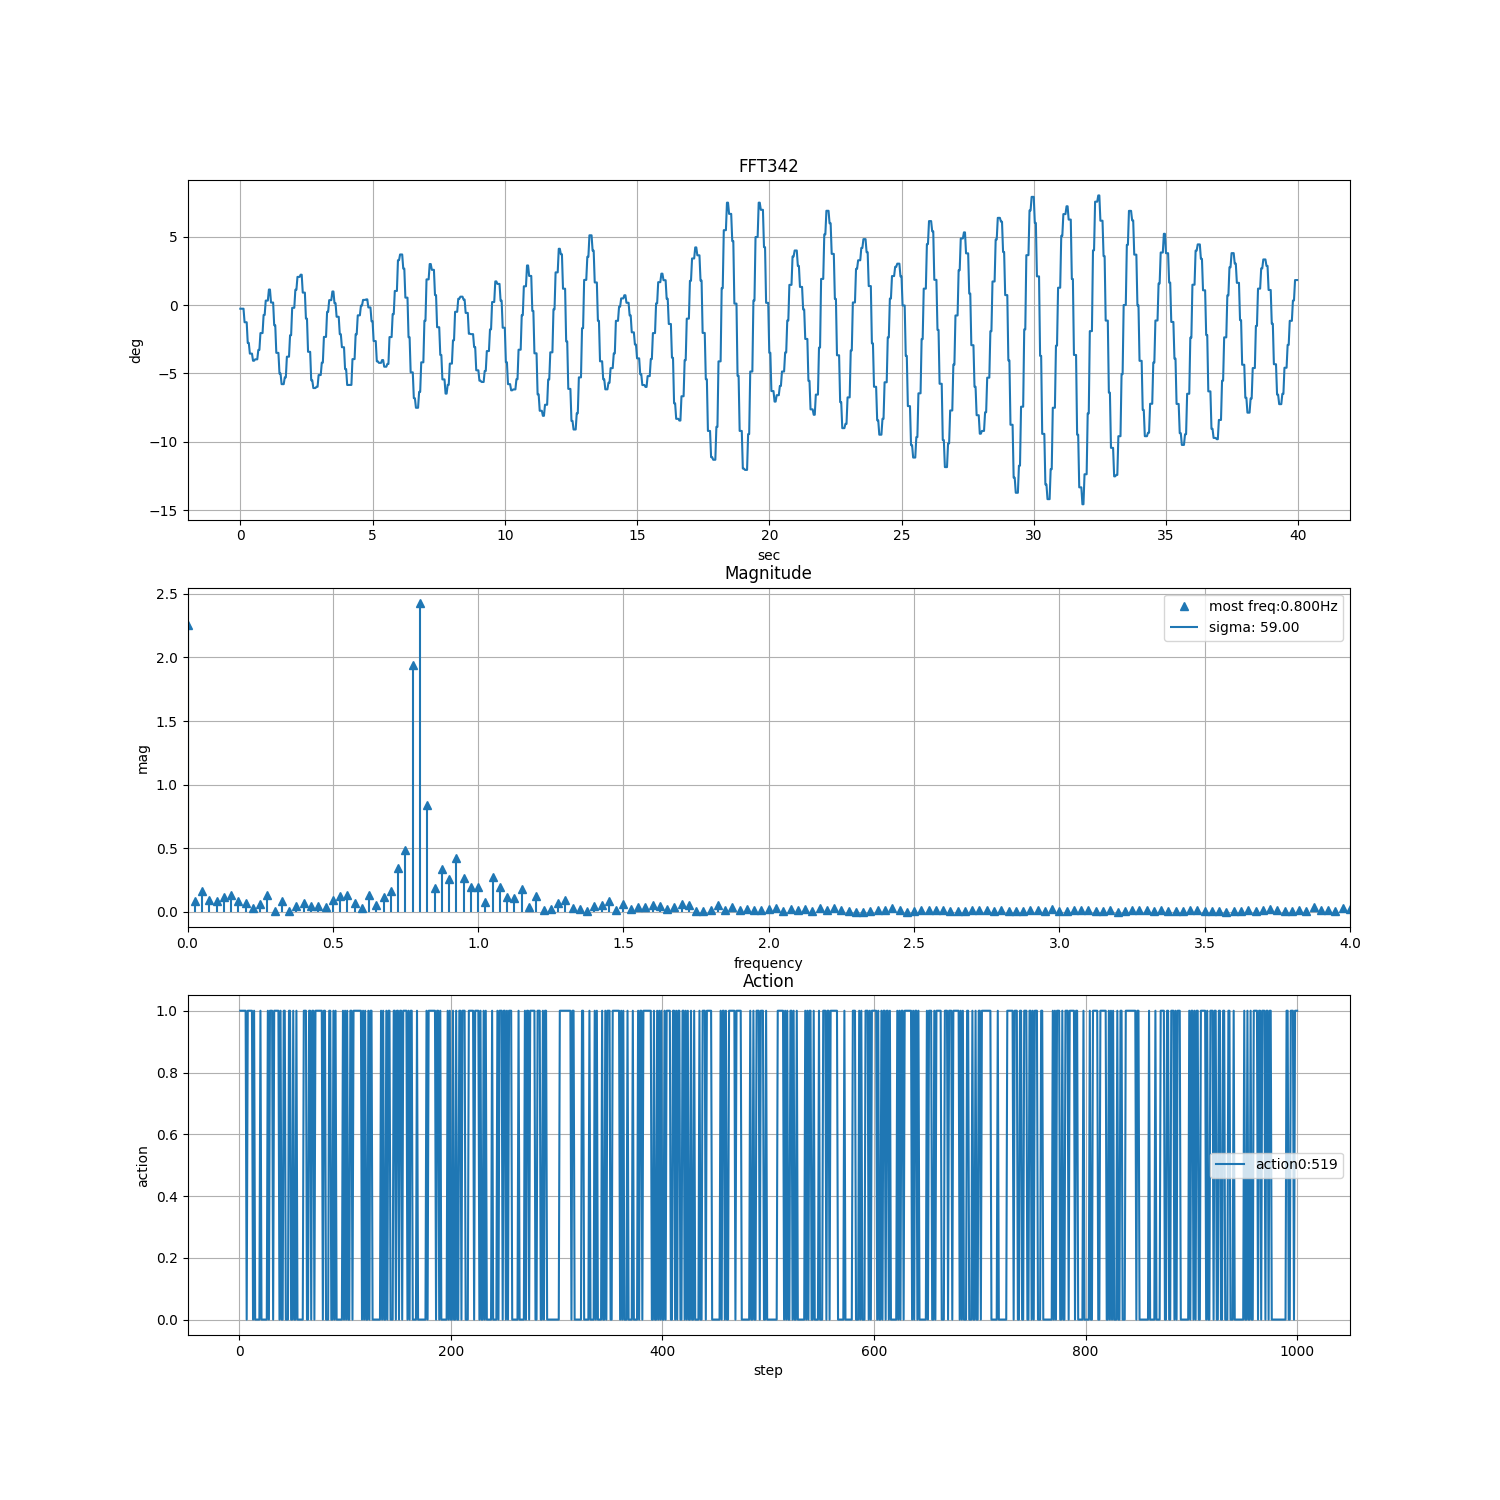 FFT342
5
0
−5
−10
−15
deg
0 5 10 15 20 25 30 35 40
sec
Magnitude
2.5
2.0
1.5
1.0
0.5
0.0
mag
most freq:0.800Hz
sigma: 59.00
0.0 0.5 1.0 1.5 2.0 2.5 3.0 3.5 4.0
frequency
Action
1.0
0.8
0.6
0.4
0.2
0.0
action
action0:519
0 200 400 600 800 1000
step